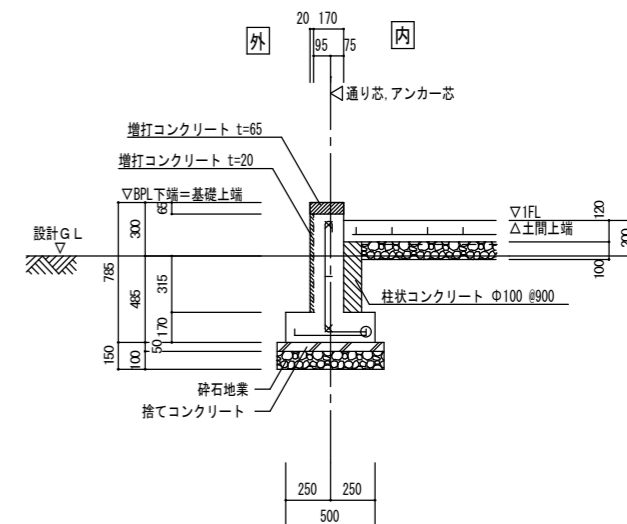 20 170
外
内
95 75
通り芯,アンカー芯
増打コンクリート t=65
増打コンクリート t=20
▽BPL下端=基礎上端
65
300
設計GL
785
485
315
170
50
150
100
▽1FL
△土間上端
120
200
100
柱状コンクリート Φ100 @900
砕石地業
捨てコンクリート
250 250
500